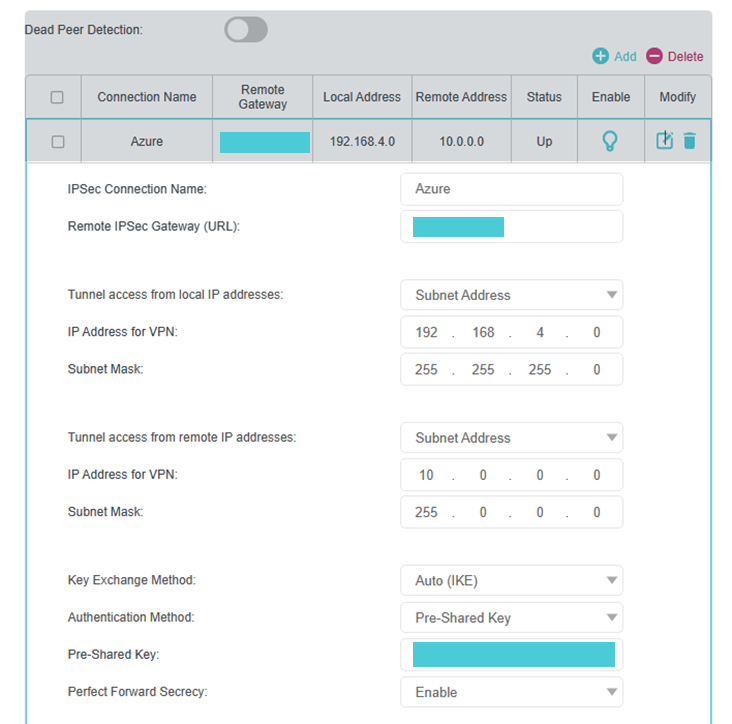 Dead Peer Detection:
Add Delete
Connection Name Remote Gateway Local Address Remote Address Status Enable Modify
Azure 192.168.4.0 10.0.0.0 Up
IPSec Connection Name: Azure
Remote IPSec Gateway (URL):
Tunnel access from local IP addresses: Subnet Address
IP Address for VPN: 192 . 168 . 4 . 0
Subnet Mask: 255 . 255 . 255 . 0
Tunnel access from remote IP addresses: Subnet Address
IP Address for VPN: 10 . 0 . 0 . 0
Subnet Mask: 255 . 0 . 0 . 0
Key Exchange Method: Auto (IKE)
Authentication Method: Pre-Shared Key
Pre-Shared Key:
Perfect Forward Secrecy: Enable